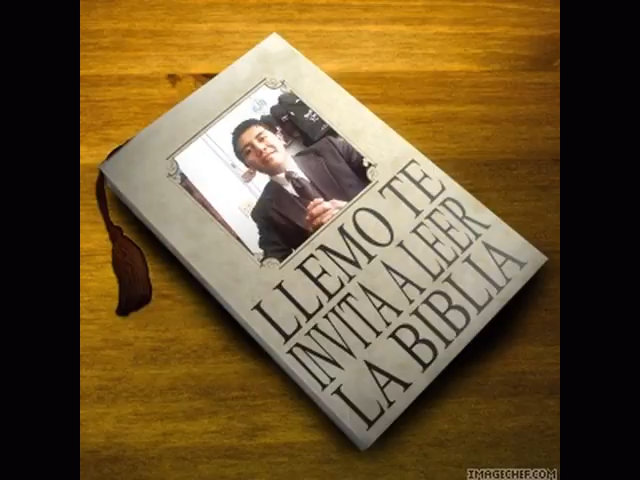 LLEMO TE
INVITA A LEER
LA BIBLIA
IMAGECHEF.COM